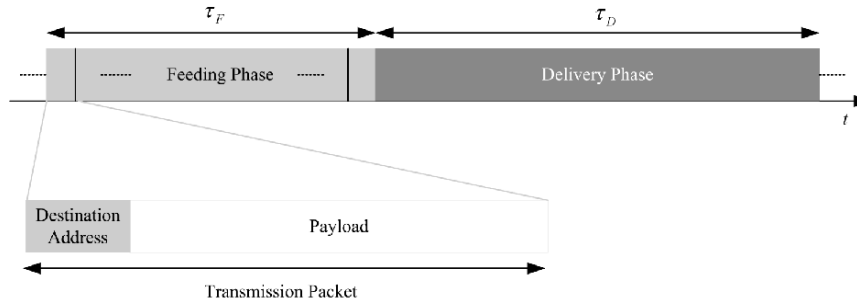 τ_F
τ_D
Feeding Phase
Delivery Phase
t
Destination
Address
Payload
Transmission Packet